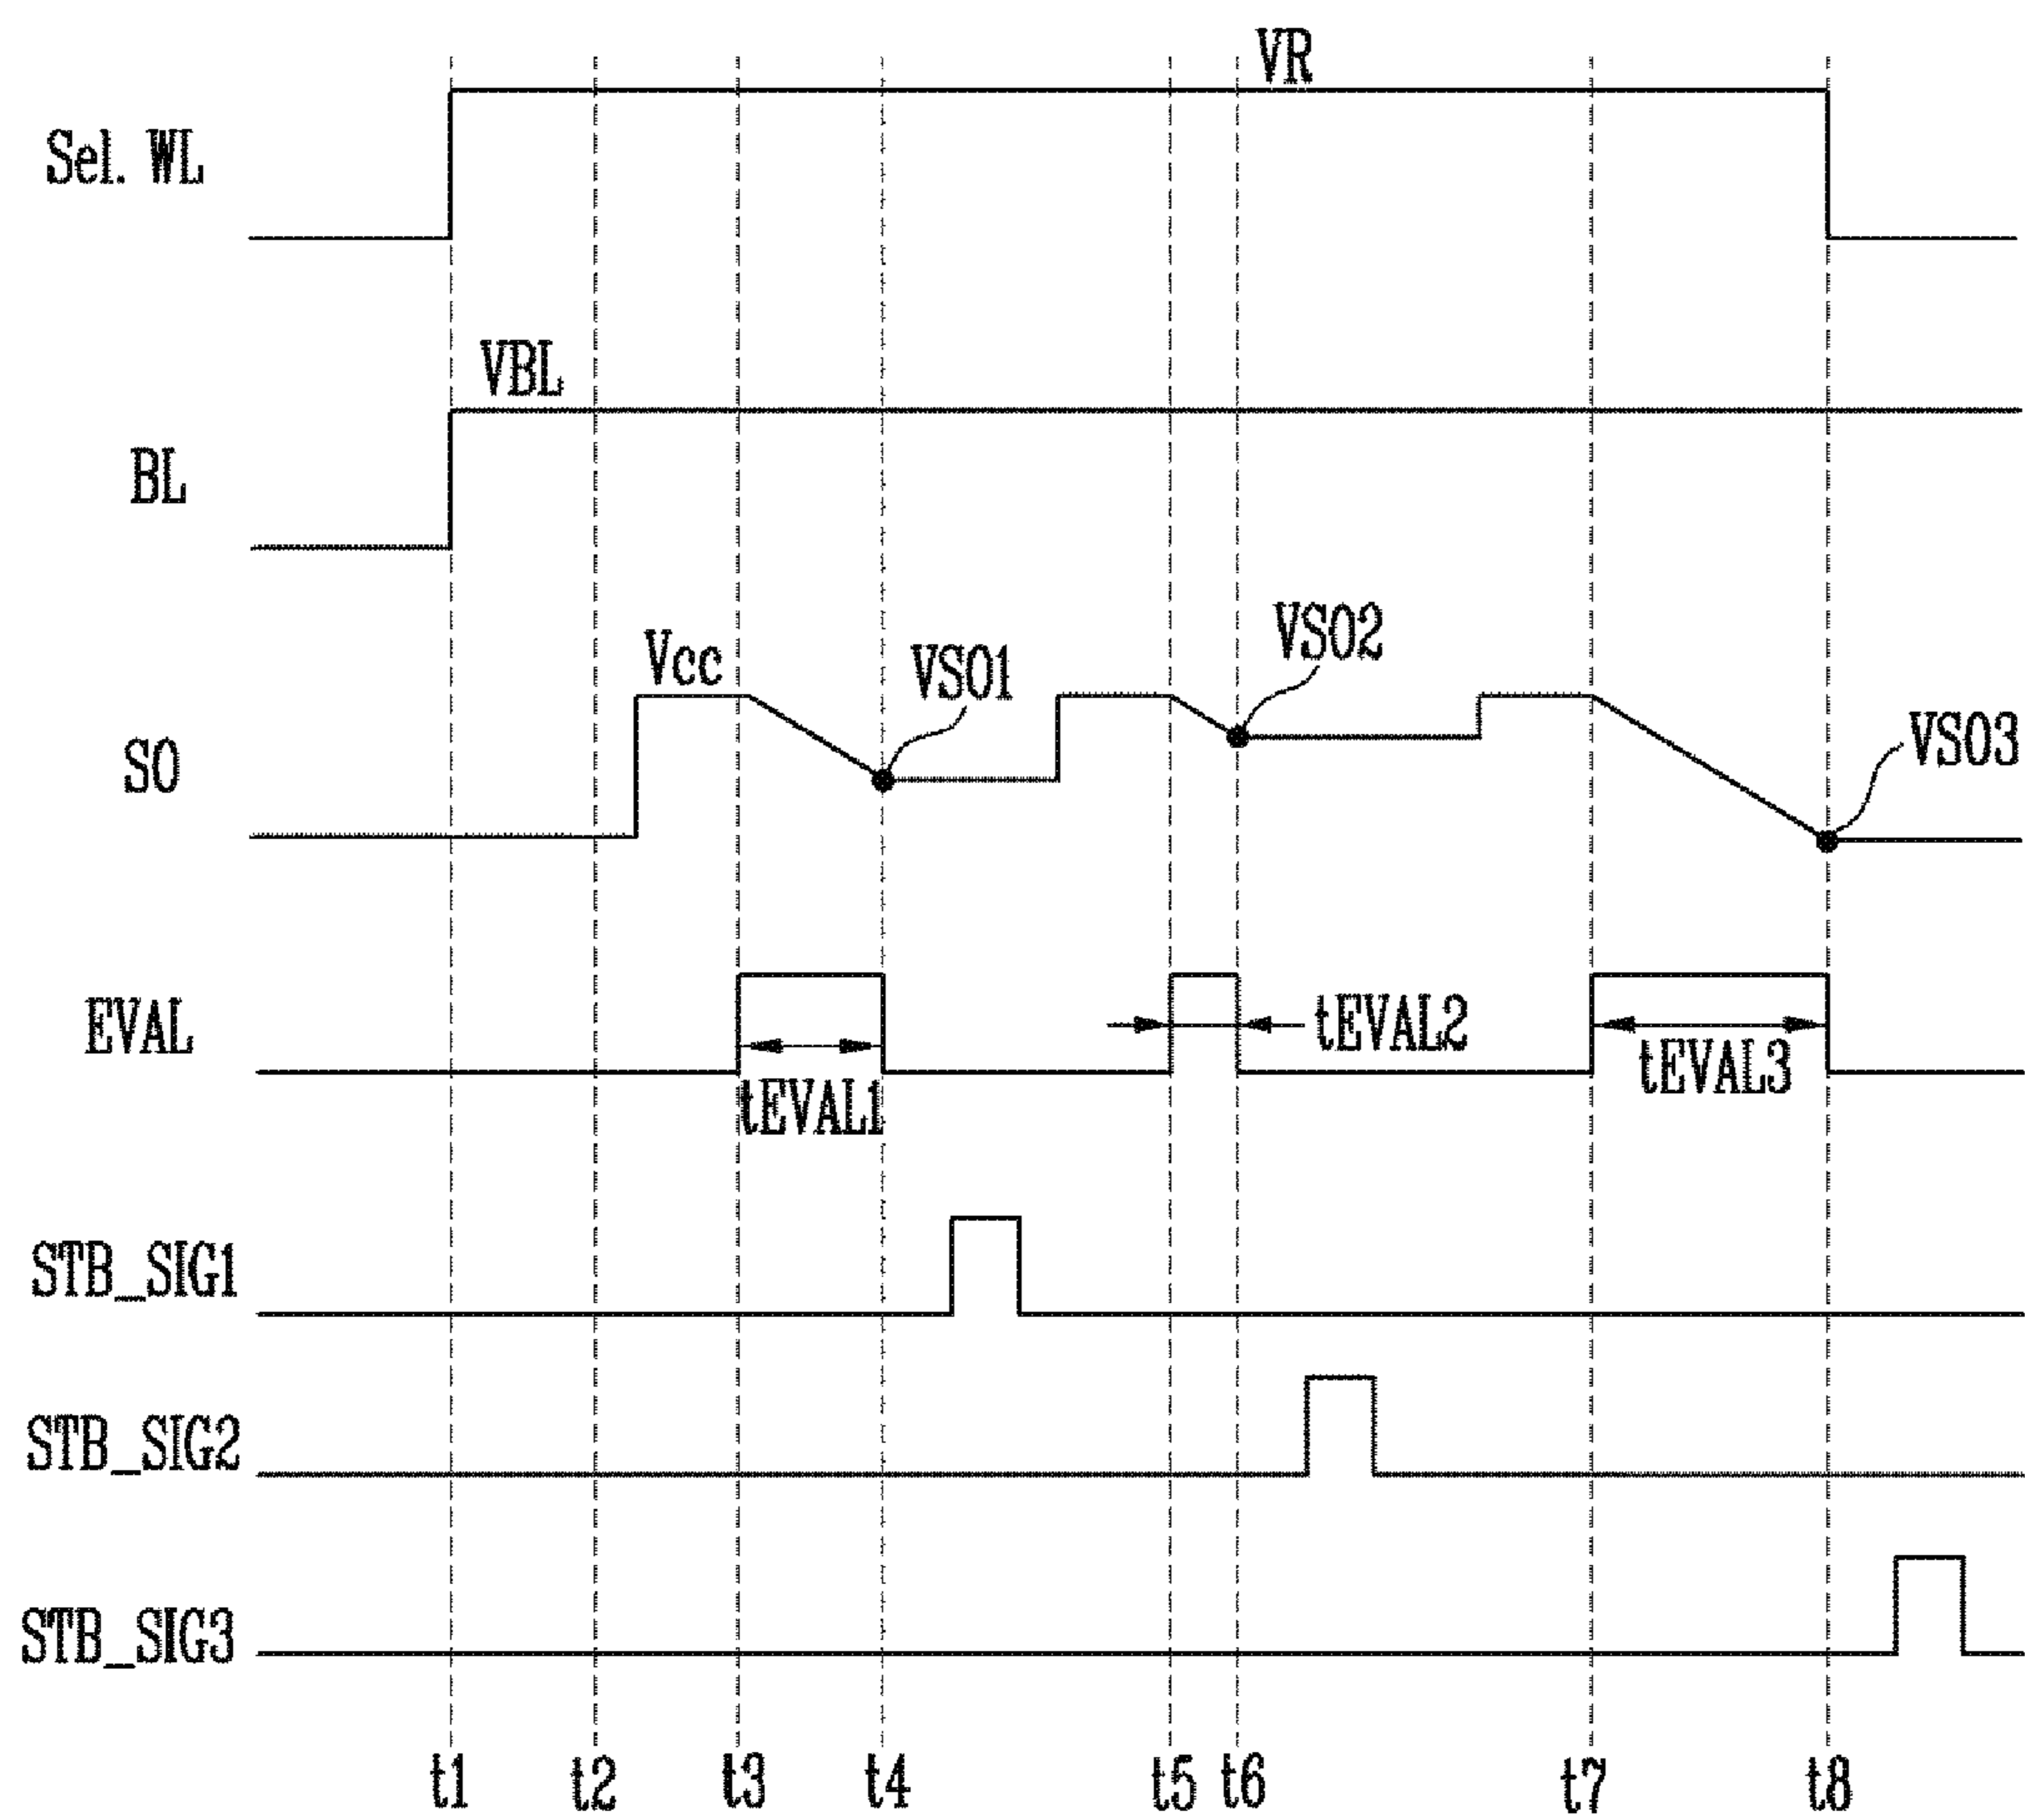 VR
Sel. WL
VBL
BL
Vcc
VSO1
VSO2
VSO3
SO
EVAL
tEVAL1
tEVAL2
tEVAL3
STB_SIG1
STB_SIG2
STB_SIG3
t1 t2 t3 t4 t5 t6 t7 t8